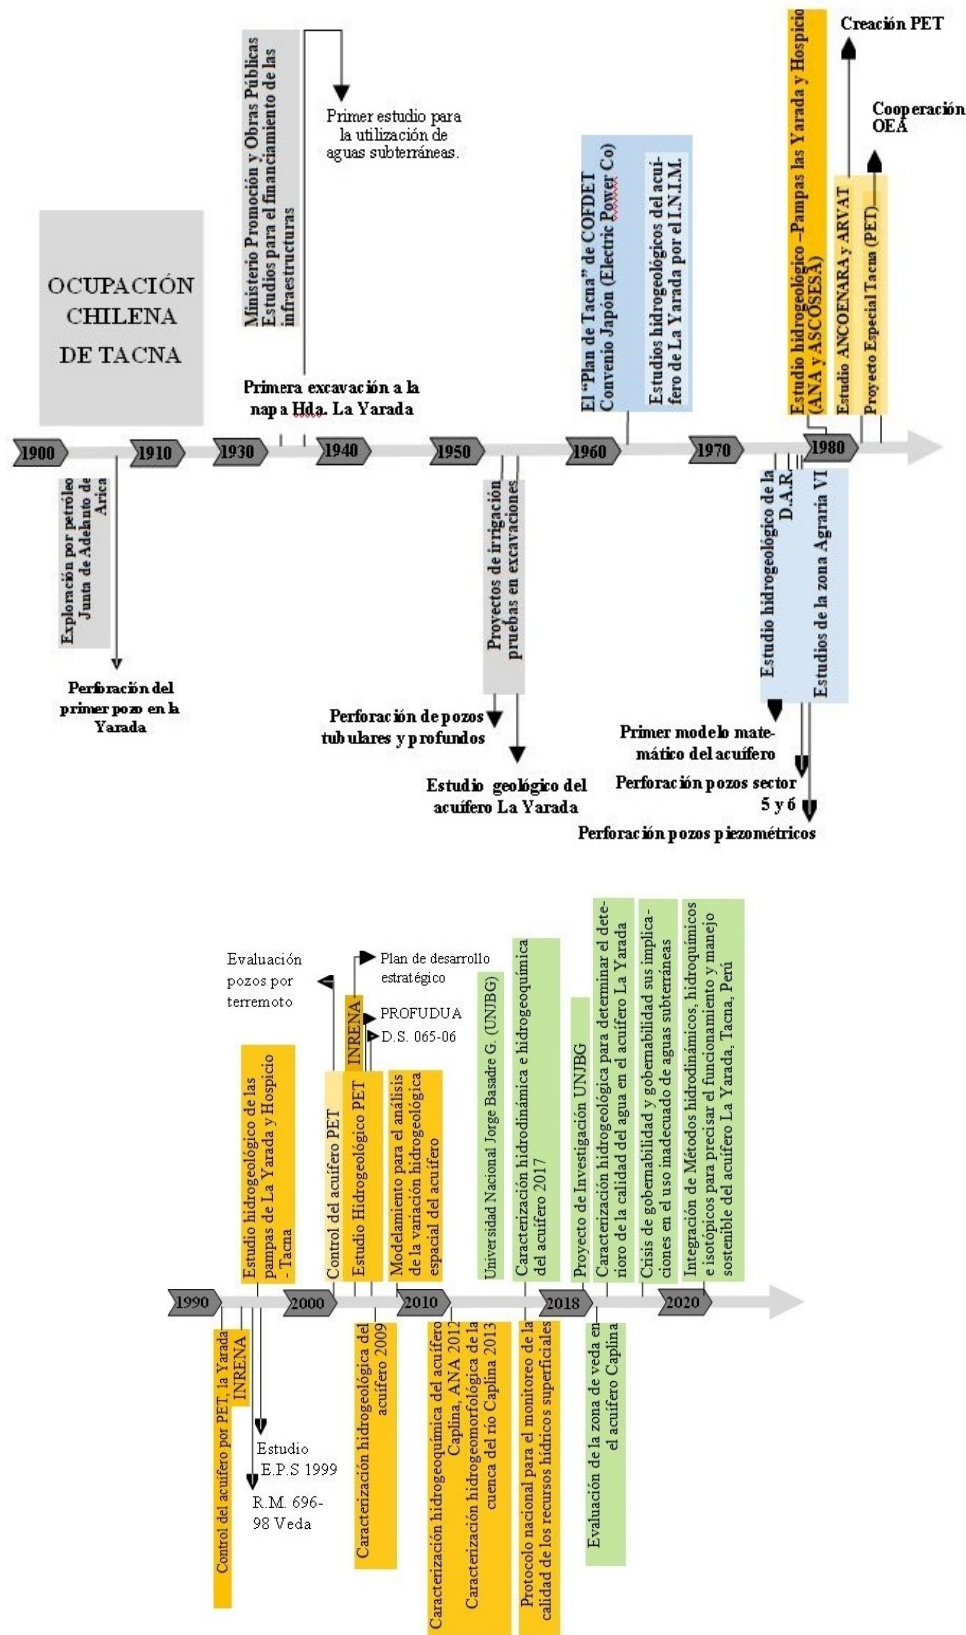 Creación PET
Cooperación
OEA
Ministerio Promoción y Obras Públicas
Estudios para el financiamiento de las
infraestructuras
Primer estudio para
la utilización de
aguas subterráneas.
El "Plan de Tacna" de COFDET
Convenio Japón (Electric Power Co)
Estudios hidrogeológicos del acuí-
fero de La Yarada por el I.N.I.M.
Estudio hidrogeológico –Pampas las Yarada y Hospicio
(ANA y ASCOSESA)
Estudio ANCOENARA y ARVAT
Proyecto Especial Tacna (PET)
OCUPACIÓN
CHILENA
DE TACNA
Primera excavación a la
napa Hda. La Yarada
1900
1910
1930
1940
1950
1960
1970
1980
Exploración por petróleo
Junta de Adelanto de
Arica
Perforación del
primer pozo en la
Yarada
Proyectos de irrigación
pruebas en excavaciones
Perforación de pozos
tubulares y profundos
Estudio geológico del
acuífero La Yarada
Estudio hidrogeológico de la
D.A.R.
Estudios de la zona Agraria VI
Primer modelo mate-
mático del acuífero
Perforación pozos sector
5 y 6
Perforación pozos piezométricos
Evaluación
pozos por
terremoto
Plan de desarrollo
estratégico
PROFUDUA
D.S. 065-06
Estudio hidrogeológico de las
pampas de La Yarada y Hospicio
- Tacna
Control del acuífero PET
INRENA
Estudio Hidrogeológico PET
Modelamiento para el análisis
de la variación hidrogeológica
espacial del acuífero
Universidad Nacional Jorge Basadre G. (UNJBG)
Caracterización hidrodinámica e hidrogeoquímica
del acuífero 2017
Proyecto de Investigación UNJBG
Caracterización hidrogeológica para determinar el dete-
rioro de la calidad del agua en el acuífero La Yarada
Crisis de gobernabilidad y gobernabilidad sus implica-
ciones en el uso inadecuado de aguas subterráneas
Integración de Métodos hidrodinámicos, hidroquímicos
e isotópicos para precisar el funcionamiento y manejo
sostenible del acuífero La Yarada, Tacna, Perú
1990
2000
2010
2018
2020
Control del acuífero por PET, la Yarada
INRENA
Estudio
E.P.S 1999
R.M. 696-
98 Veda
Caracterización hidrogeológica del
acuífero 2009
Caracterización hidrogeoquímica del acuífero
Caplina, ANA 2012
Caracterización hidrogeomorfológica de la
cuenca del río Caplina 2013
Protocolo nacional para el monitoreo de la
calidad de los recursos hídricos superficiales
Evaluación de la zona de veda en
el acuífero Caplina